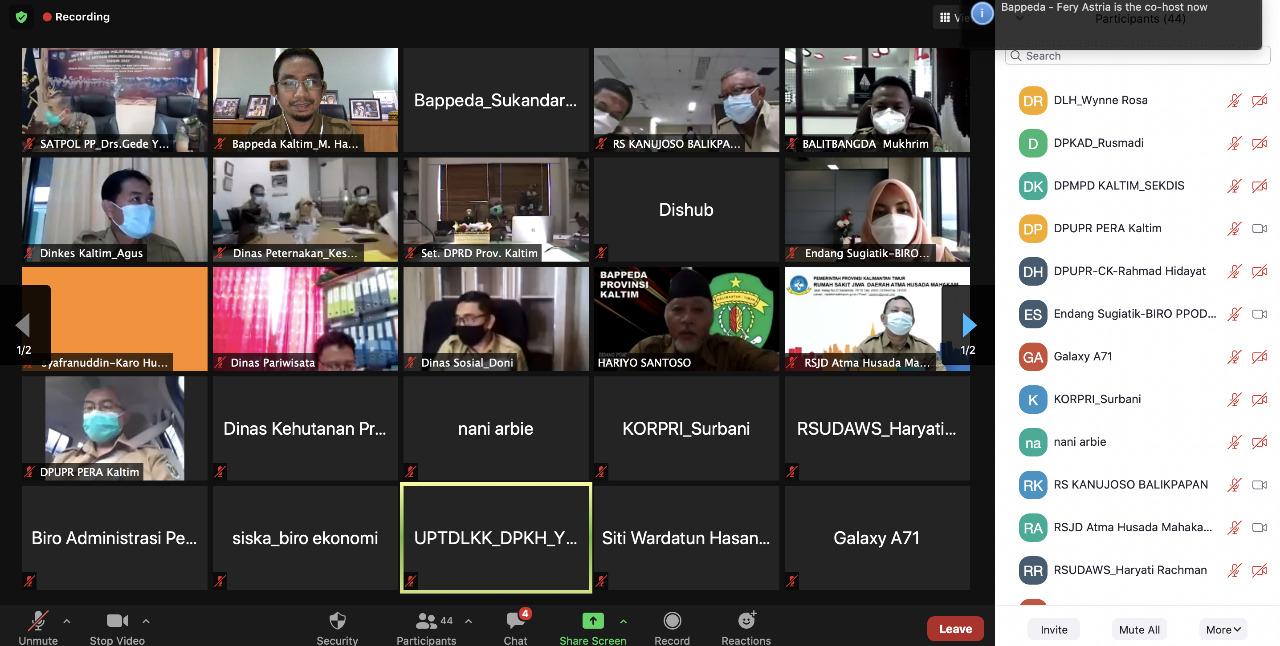 Recording
View
Bappeda - Fery Astria is the co-host now
Participants (44)
Search
SATPOL PP_Drs.Gede Y...
Bappeda Kaltim_M. Ha...
Bappeda_Sukandar...
RS KANUJOSO BALIKPA...
BALITBANGDA Mukhrim
Dinkes Kaltim_Agus
Dinas Peternakan_Kes...
Set. DPRD Prov. Kaltim
Dishub
Endang Sugiatik-BIRO...
1/2
Syafranuddin-Karo Hu...
Dinas Pariwisata
Dinas Sosial_Doni
BAPPEDA
PROVINSI
KALTIM
HARIYO SANTOSO
PEMERINTAH PROVINSI KALIMANTAN TIMUR
RUMAH SAKIT JIWA DAERAH ATMA HUSADA MAHAKAM
RSJD Atma Husada Ma...
1/2
DPUPR PERA Kaltim
Dinas Kehutanan Pr...
nani arbie
KORPRI_Surbani
RSUDAWS_Haryati...
Biro Administrasi Pe...
siska_biro ekonomi
UPTDLKK_DPKH_Y...
Siti Wardatun Hasan...
Galaxy A71
DR DLH_Wynne Rosa
D DPKAD_Rusmadi
DK DPMPD KALTIM_SEKDIS
DP DPUPR PERA Kaltim
DH DPUPR-CK-Rahmad Hidayat
ES Endang Sugiatik-BIRO PPOD...
GA Galaxy A71
K KORPRI_Surbani
na nani arbie
RK RS KANUJOSO BALIKPAPAN
RA RSJD Atma Husada Mahaka...
RR RSUDAWS_Haryati Rachman
Unmute
Stop Video
Security
44
Participants
4
Chat
Share Screen
Record
Reactions
Leave
Invite
Mute All
More